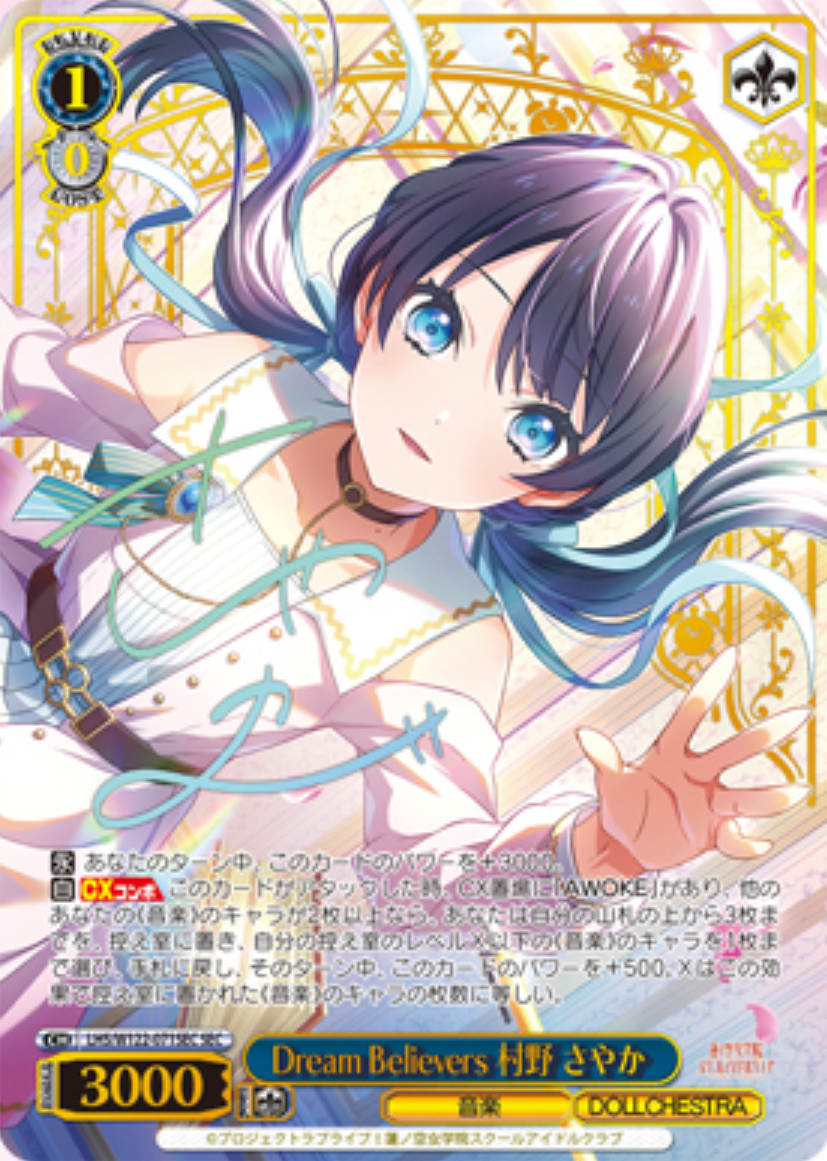 1
0
COST
さやか
永 あなたのターン中、このカードのパワーを＋3000。
自 CXコンボ このカードがアタックした時、CX置場に「AWOKE」があり、他の
あなたの《音楽》のキャラが2枚以上なら、あなたは自分の山札の上から3枚ま
でを、控え室に置き、自分の控え室のレベルX以下の《音楽》のキャラを1枚ま
で選び、手札に戻し、そのターン中、このカードのパワーを＋500。Xはこの効
果で控え室に置かれた《音楽》のキャラの枚数に等しい。
LHS/W122-071SEC SEC
Dream Believers 村野 さやか
3000
音楽 DOLLCHESTRA
©プロジェクトラブライブ！蓮ノ空女学院スクールアイドルクラブ